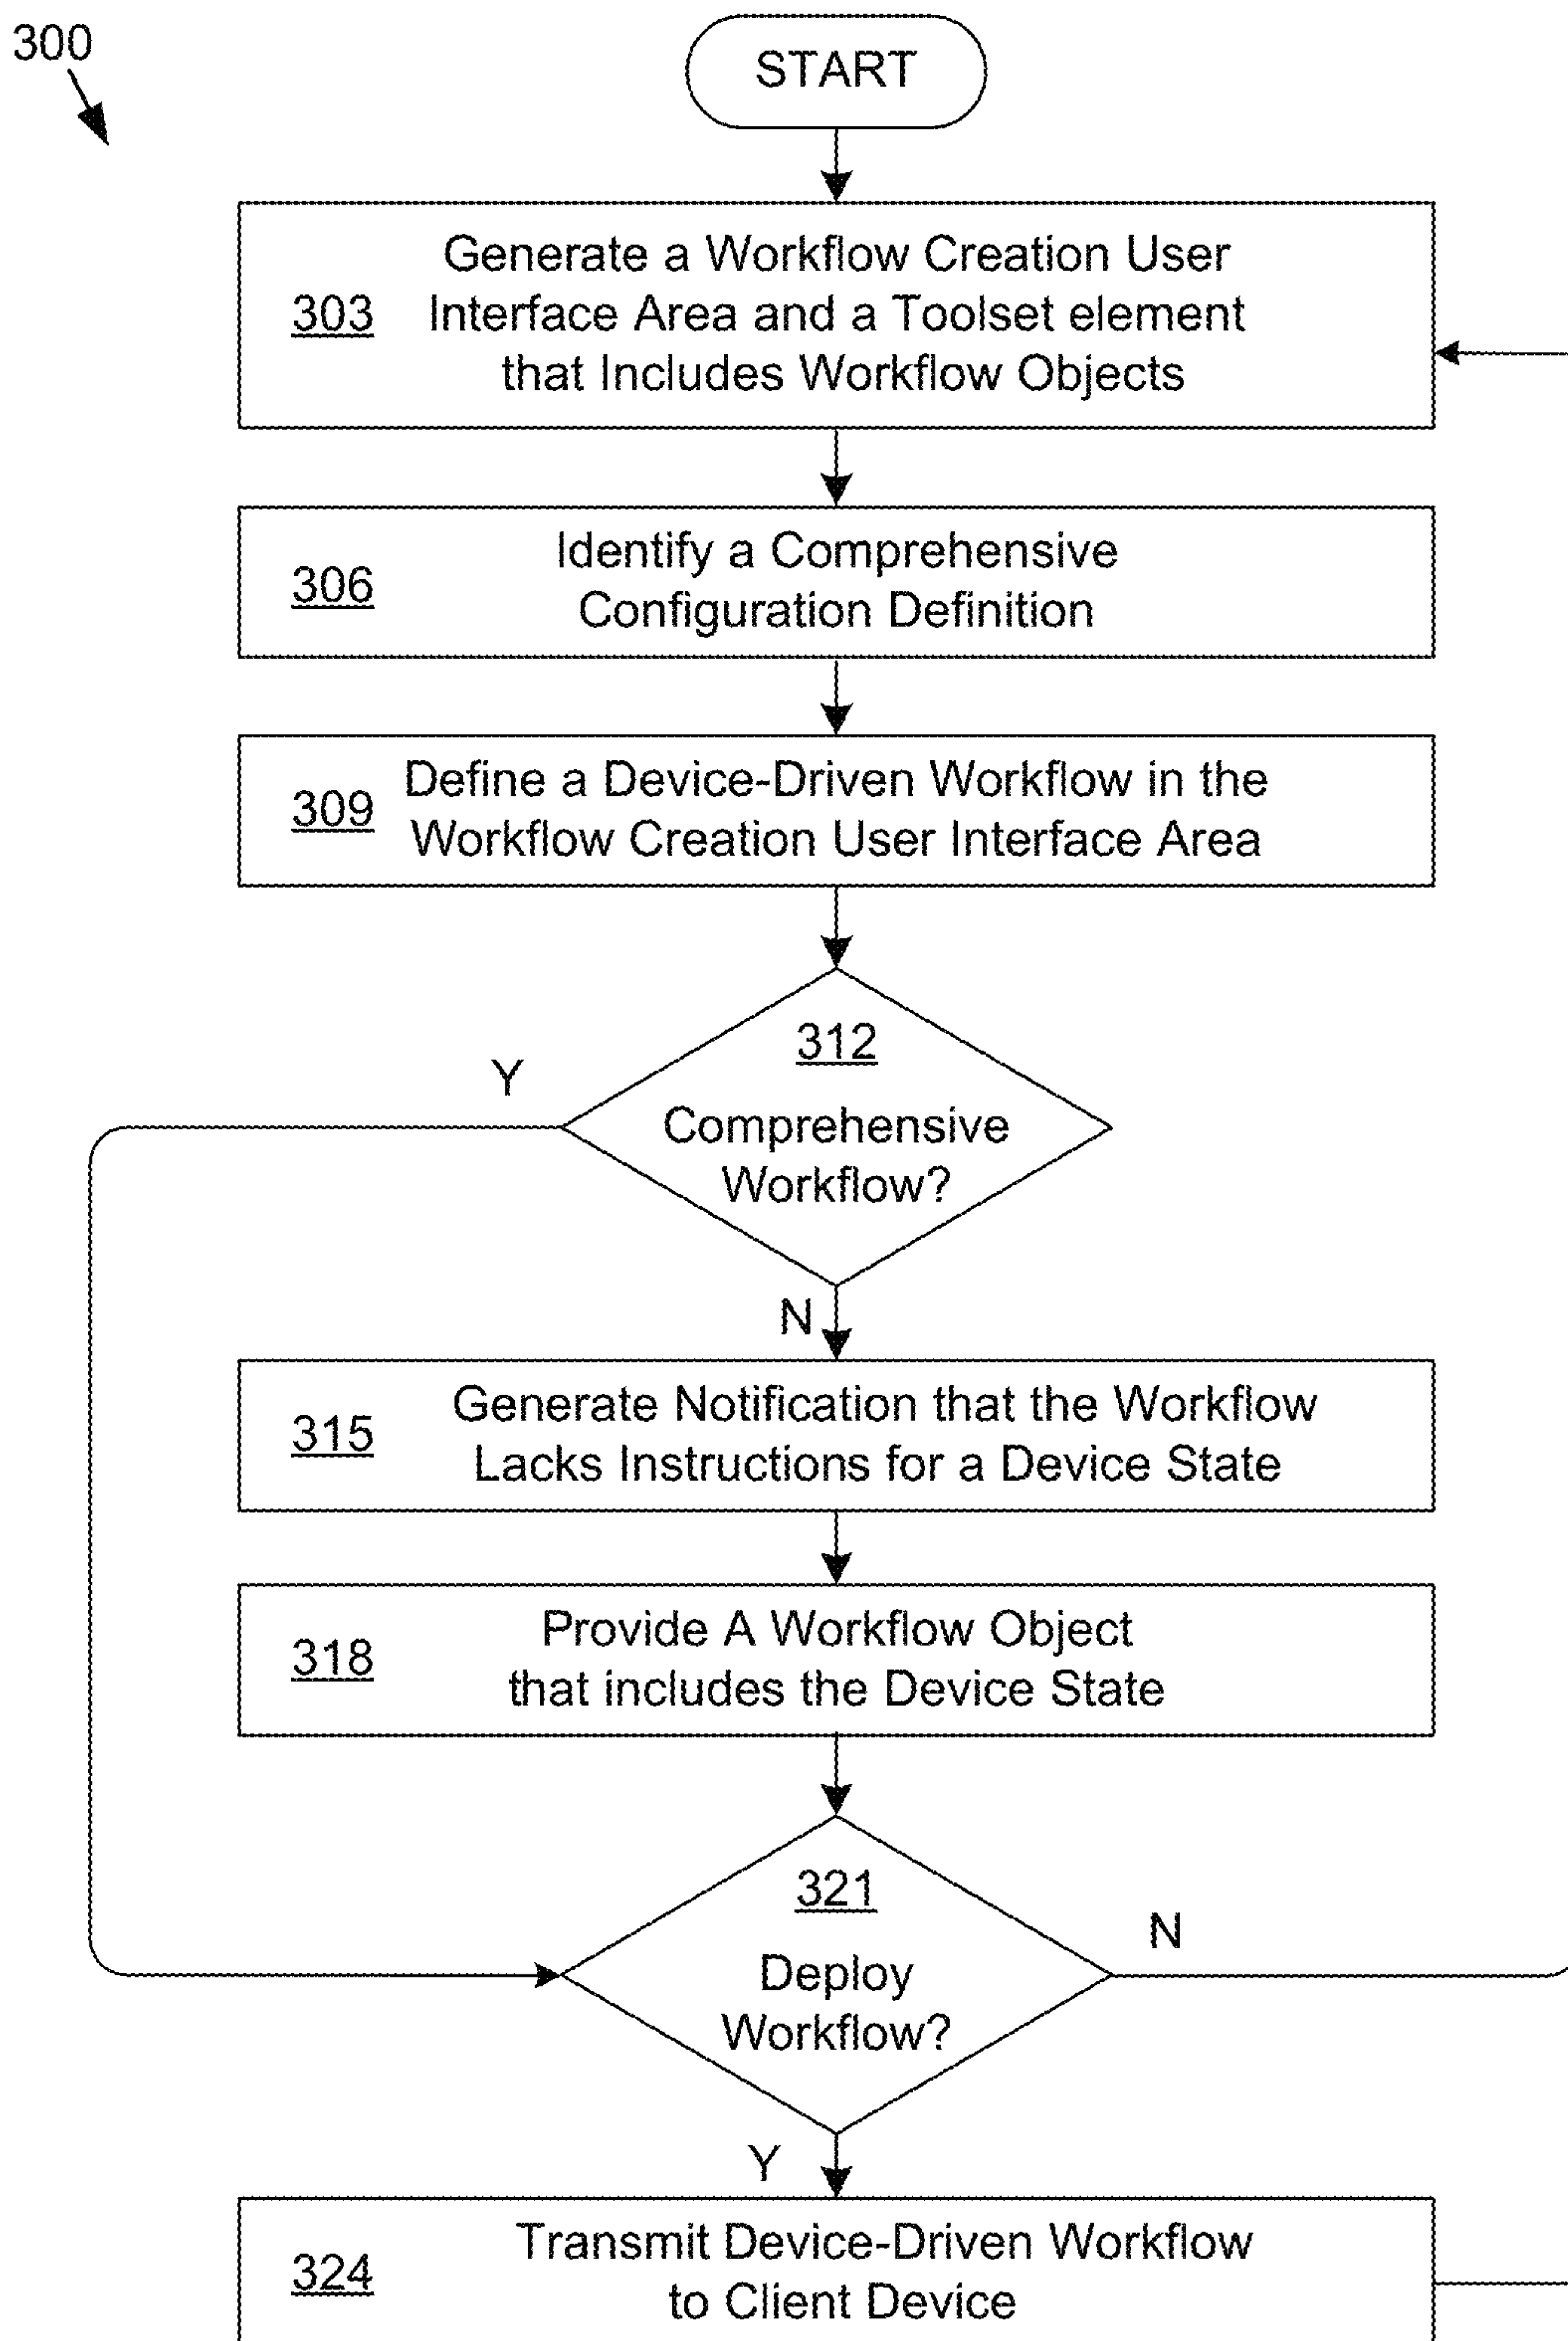 300
START
Generate a Workflow Creation User
303 Interface Area and a Toolset element
that Includes Workflow Objects
Identify a Comprehensive
306
Configuration Definition
Define a Device-Driven Workflow in the
309
Workflow Creation User Interface Area
312
Y
Comprehensive
Workflow?
N
Generate Notification that the Workflow
315
Lacks Instructions for a Device State
Provide A Workflow Object
318
that includes the Device State
321
N
Deploy
Workflow?
Y
Transmit Device-Driven Workflow
324
to Client Device